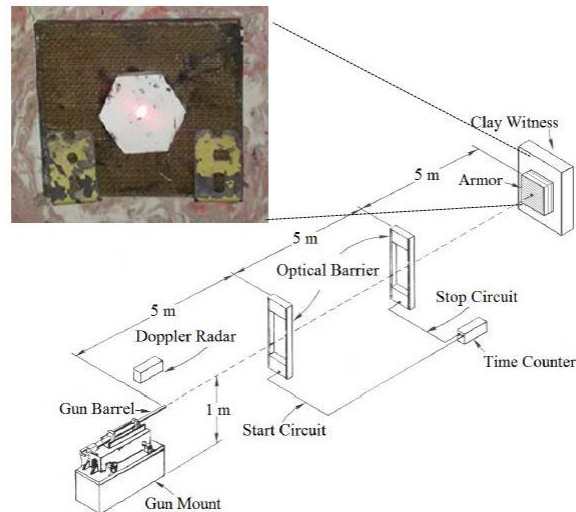 Clay Witness
5 m
Armor
5 m
Optical Barrier
5 m
Stop Circuit
Doppler Radar
Time Counter
Gun Barrel
1 m
Start Circuit
Gun Mount